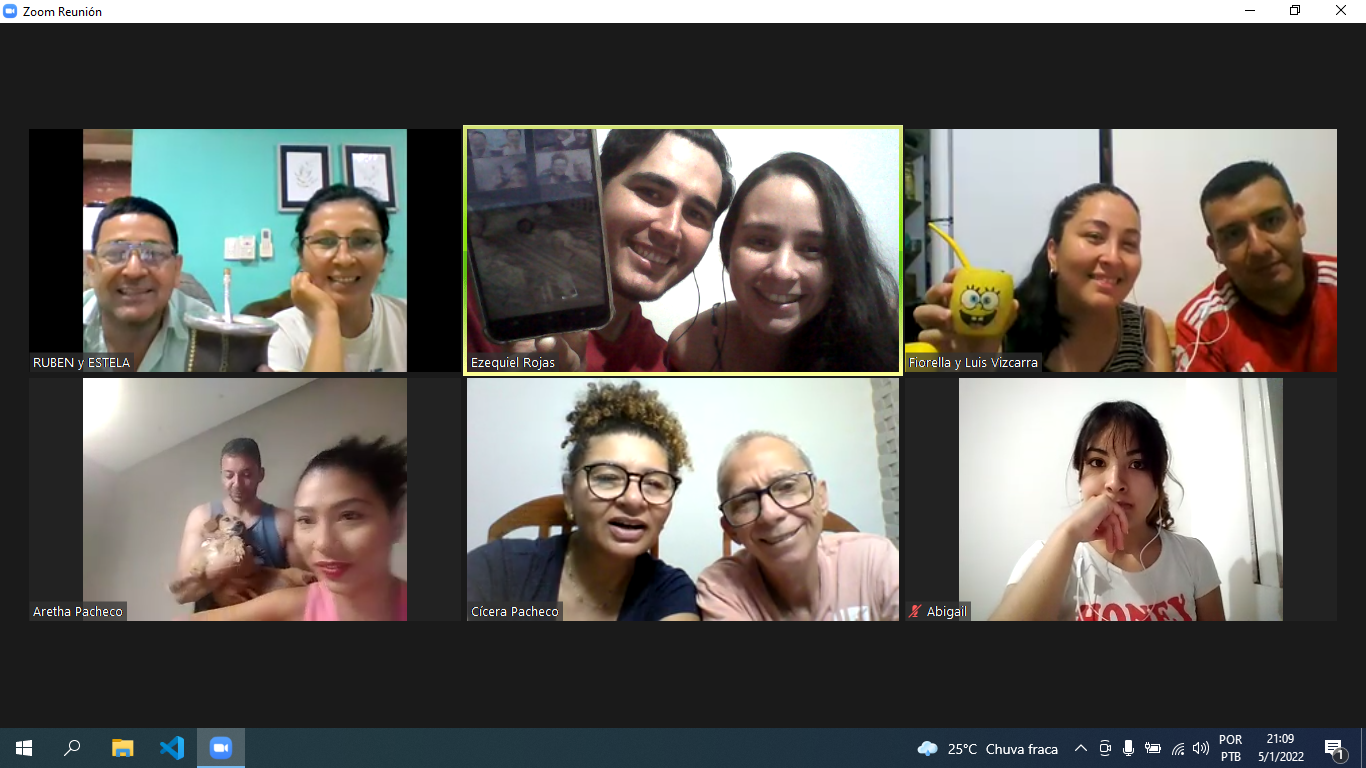 Zoom Reunión
RUBEN y ESTELA
Ezequiel Rojas
Fiorella y Luis Vizcarra
Aretha Pacheco
Cícera Pacheco
Abigail
HONEY
25°C Chuva fraca
POR
PTB
21:09
5/1/2022
1